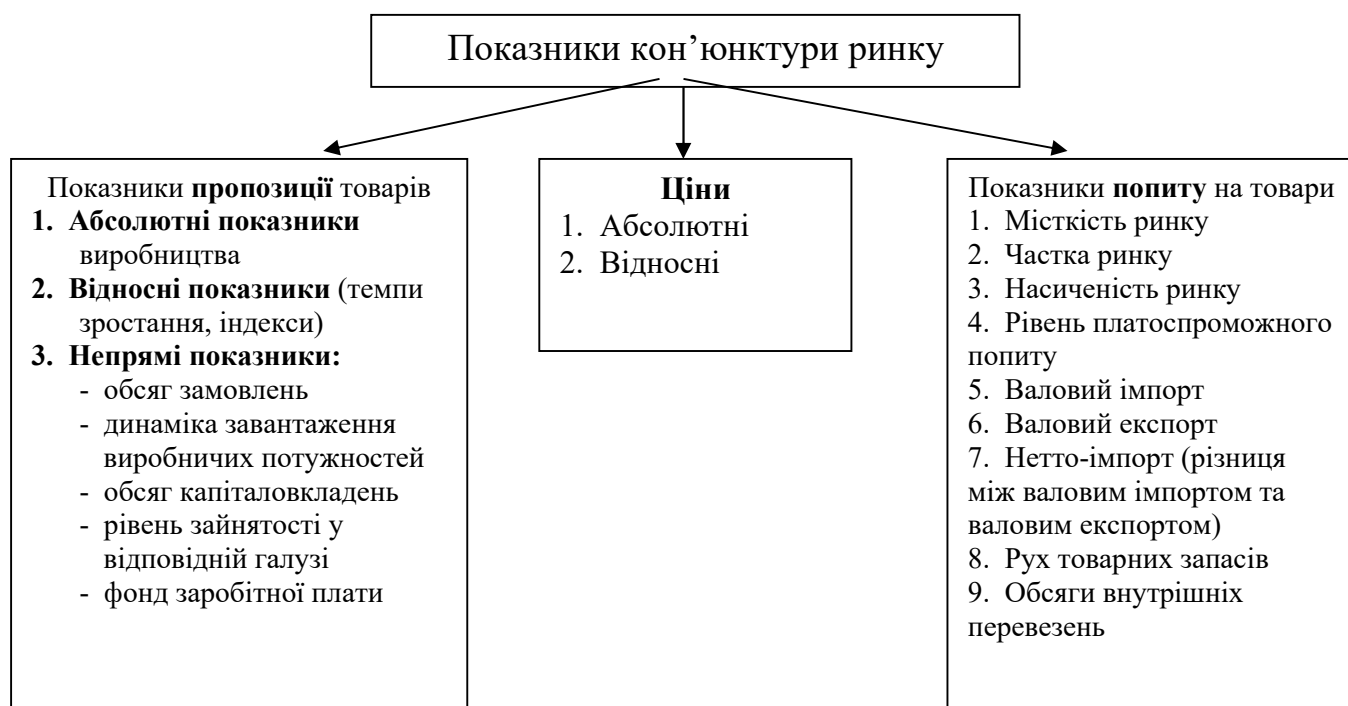 Показники кон’юнктури ринку
Показники пропозиції товарів
1. Абсолютні показники
виробництва
2. Відносні показники (темпи
зростання, індекси)
3. Непрямі показники:
- обсяг замовлень
- динаміка завантаження
виробничих потужностей
- обсяг капіталовкладень
- рівень зайнятості у
відповідній галузі
- фонд заробітної плати
Ціни
1. Абсолютні
2. Відносні
Показники попиту на товари
1. Місткість ринку
2. Частка ринку
3. Насиченість ринку
4. Рівень платоспроможного
попиту
5. Валовий імпорт
6. Валовий експорт
7. Нетто-імпорт (різниця
між валовим імпортом та
валовим експортом)
8. Рух товарних запасів
9. Обсяги внутрішніх
перевезень